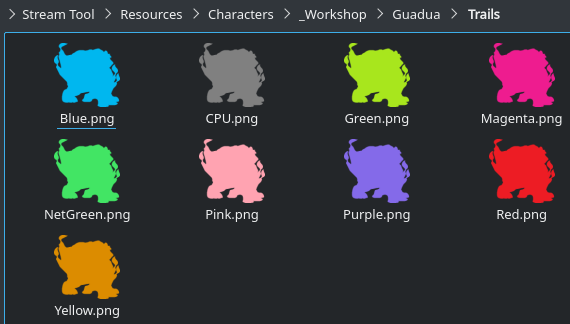 Stream Tool > Resources > Characters > _Workshop > Guadua > Trails
Blue.png CPU.png Green.png Magenta.png
NetGreen.png Pink.png Purple.png Red.png
Yellow.png